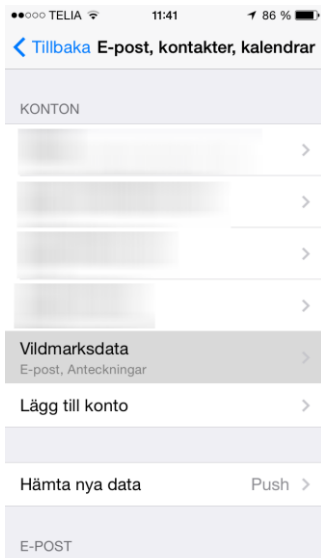 TELIA 11:41 86 %
Tillbaka E-post, kontakter, kalendrar
KONTON
Vildmarksdata
E-post, Anteckningar
Lägg till konto
Hämta nya data Push
E-POST